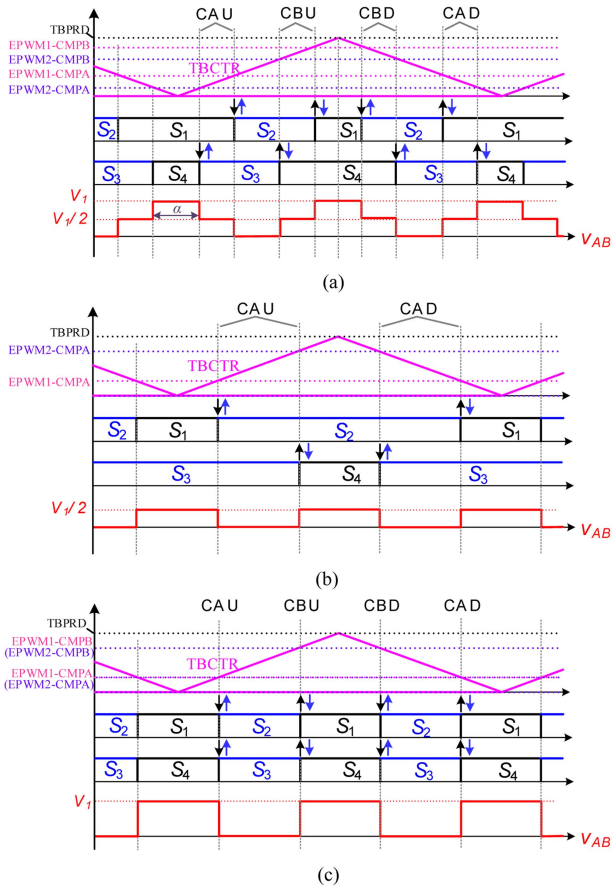 CAU CBU CBD CAD
TBPRD
EPWM1-CMPB
EPWM2-CMPB
EPWM1-CMPA
EPWM2-CMPA
TBCTR
S2 S1 S2 S1 S2 S1
S3 S4 S3 S4 S3 S4
V1
V1/2
α
VAB
(a)
CAU CAD
TBPRD
EPWM2-CMPA
EPWM1-CMPA
TBCTR
S2 S1 S2 S1
S3 S4 S3
V1/2
VAB
(b)
CAU CBU CBD CAD
TBPRD
EPWM1-CMPB
(EPWM2-CMPB)
EPWM1-CMPA
(EPWM2-CMPA)
TBCTR
S2 S1 S2 S1 S2 S1
S3 S4 S3 S4 S3 S4
V1
VAB
(c)